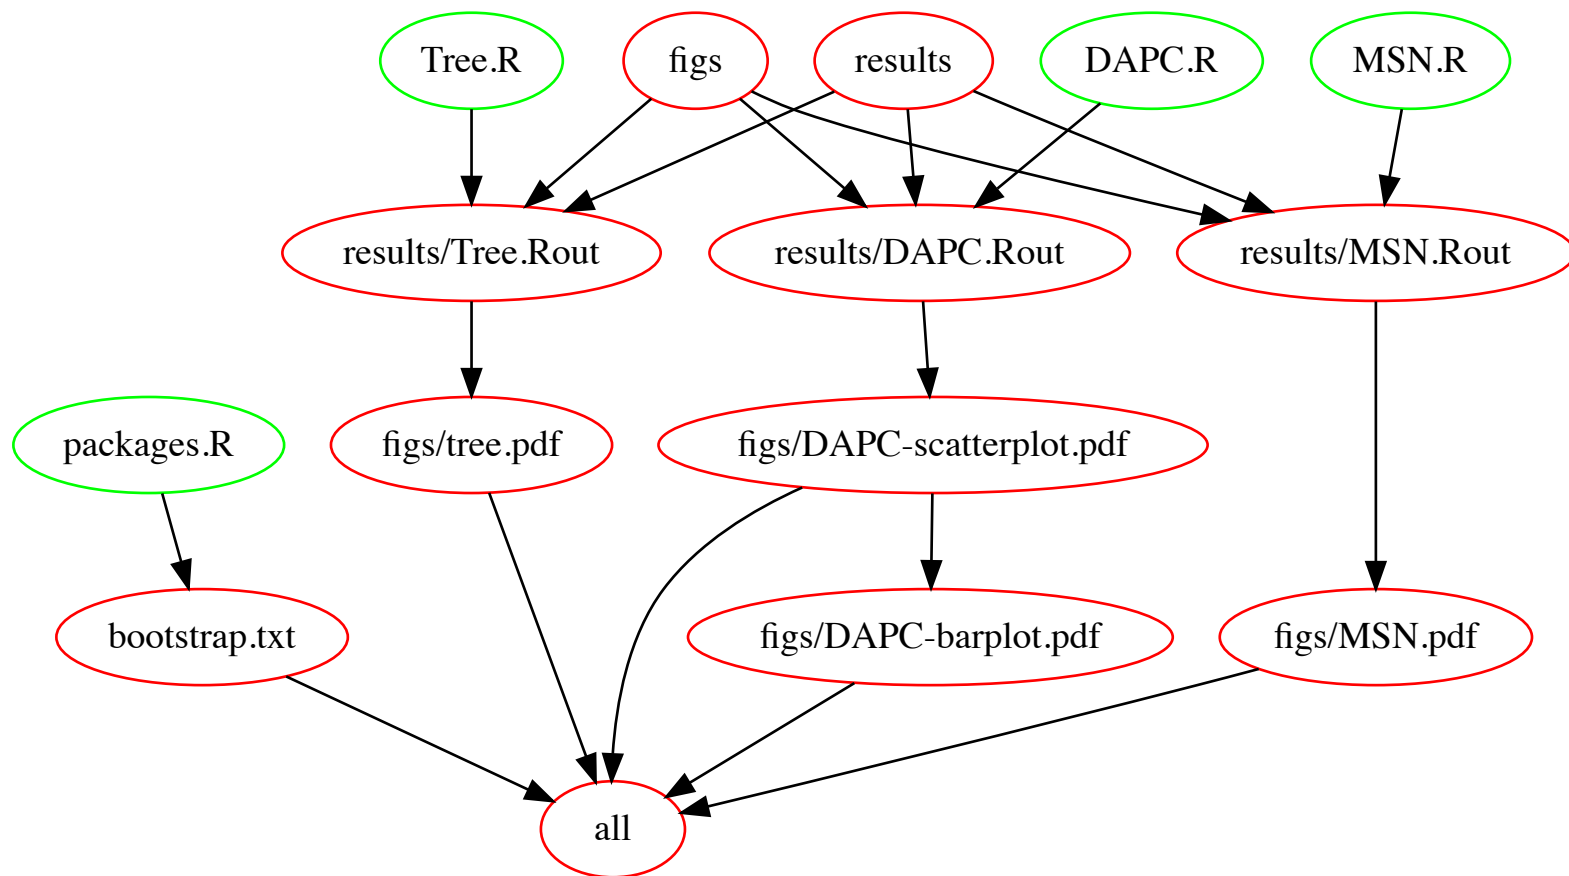 Tree.R
figs
results
DAPC.R
MSN.R
results/Tree.Rout
results/DAPC.Rout
results/MSN.Rout
packages.R
figs/tree.pdf
figs/DAPC-scatterplot.pdf
bootstrap.txt
figs/DAPC-barplot.pdf
figs/MSN.pdf
all